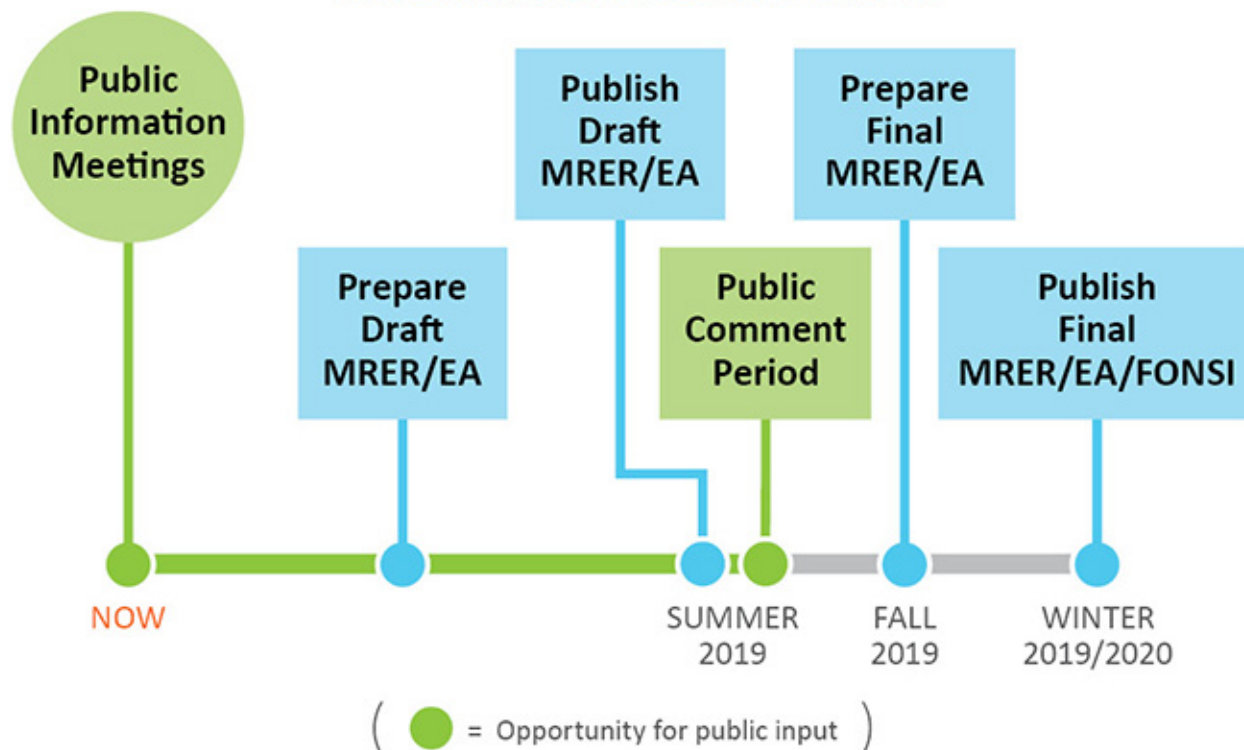 Public
Information
Meetings
Prepare
Draft
MRER/EA
Publish
Draft
MRER/EA
Public
Comment
Period
Prepare
Final
MRER/EA
Publish
Final
MRER/EA/FONSI
NOW
SUMMER
2019
FALL
2019
WINTER
2019/2020
( = Opportunity for public input )